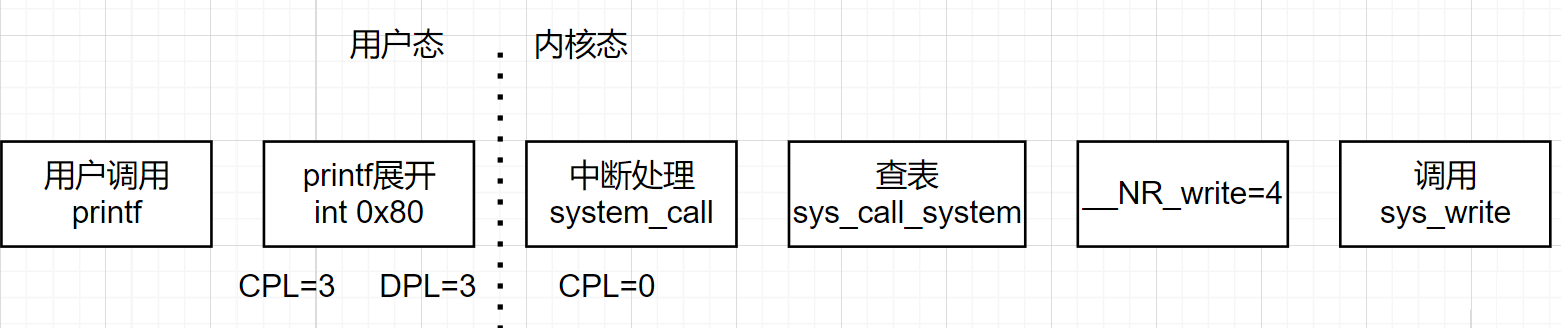 用户态
内核态
用户调用
printf
printf展开
int 0x80
中断处理
system_call
查表
sys_call_system
__NR_write=4
调用
sys_write
CPL=3
DPL=3
CPL=0